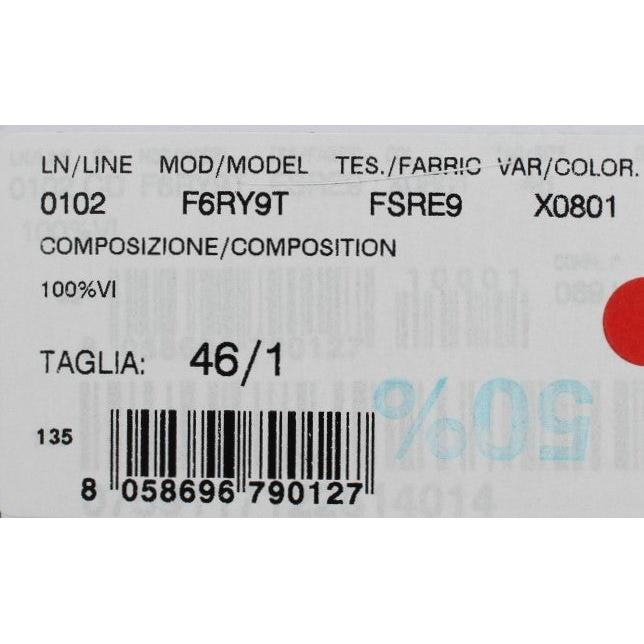 LN/LINE MOD/MODEL TES./FABRIC VAR/COLOR.
0102 F6RY9T FSRE9 X0801
COMPOSIZIONE/COMPOSITION
100%VI
TAGLIA: 46/1
50%
135
8 058696 790127